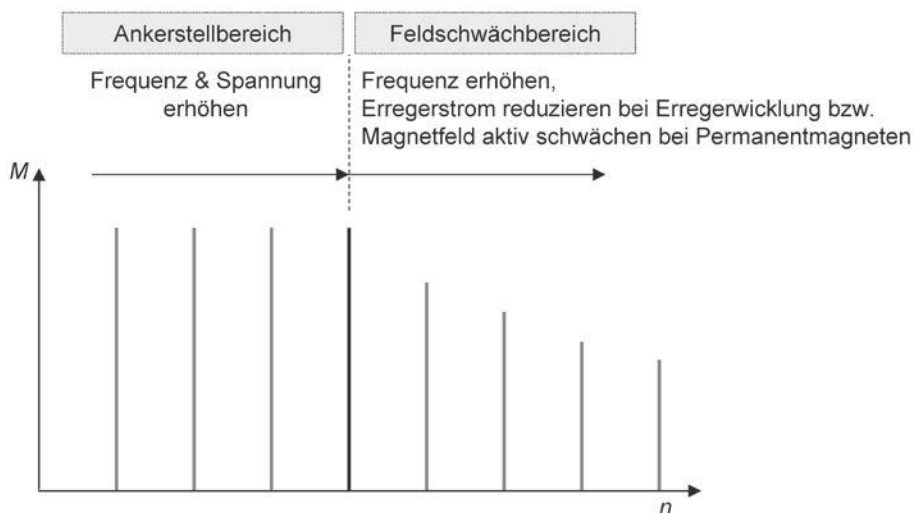 Ankerstellbereich
Feldschwächbereich
Frequenz & Spannung
erhöhen
Frequenz erhöhen,
Erregerstrom reduzieren bei Erregerwicklung bzw.
Magnetfeld aktiv schwächen bei Permanentmagneten
M
n